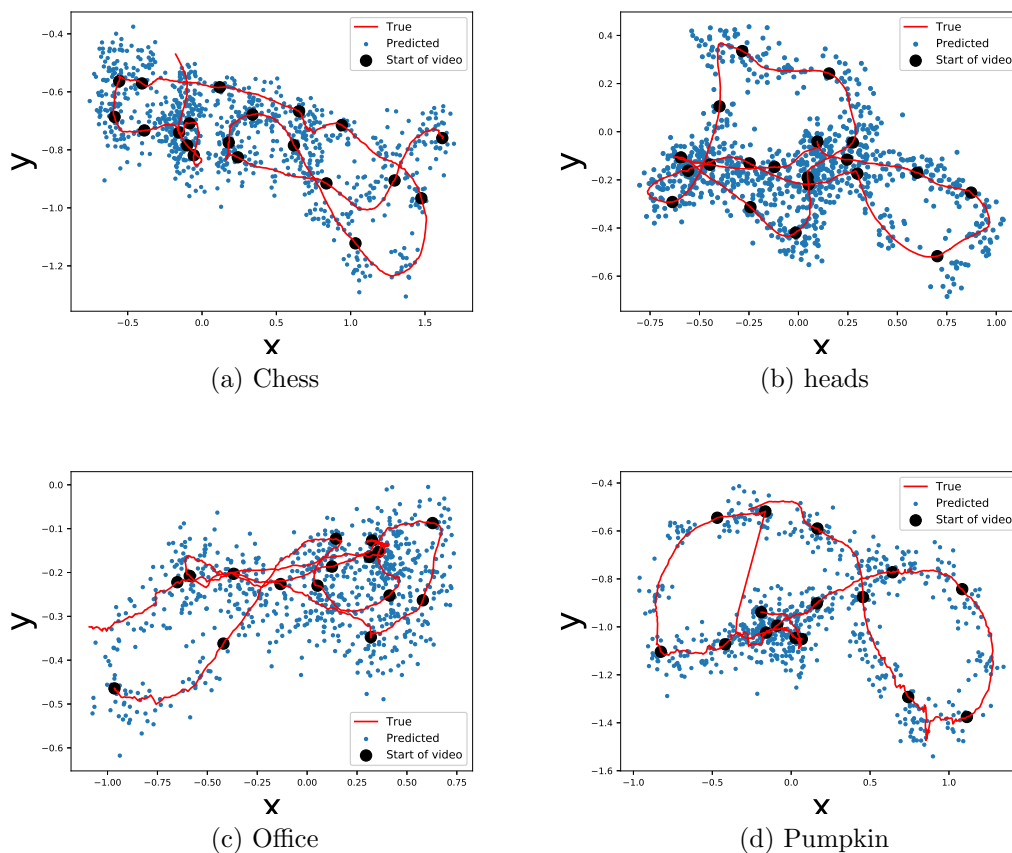 True
Predicted
Start of video
−0.4
−0.6
−0.8
−1.0
−1.2
y
−0.5
0.0
0.5
1.0
1.5
x
(a) Chess
True
Predicted
Start of video
0.4
0.2
0.0
−0.2
−0.4
−0.6
y
−0.75
−0.50
−0.25
0.00
0.25
0.50
0.75
1.00
x
(b) heads
0.0
−0.1
−0.2
−0.3
−0.4
−0.5
−0.6
y
True
Predicted
Start of video
−1.00
−0.75
−0.50
−0.25
0.00
0.25
0.50
0.75
x
(c) Office
True
Predicted
Start of video
−0.4
−0.6
−0.8
−1.0
−1.2
−1.4
−1.6
y
−1.0
−0.5
0.0
0.5
1.0
x
(d) Pumpkin